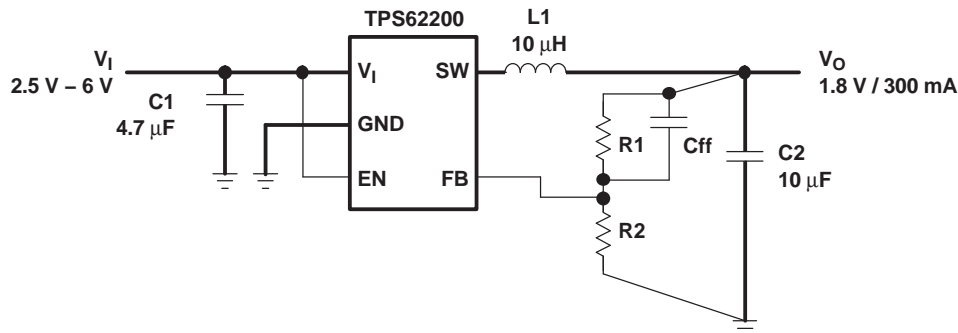 TPS62200
L1
10 μH
VI
2.5 V – 6 V
VI
SW
VO
1.8 V / 300 mA
C1
4.7 μF
GND
R1
Cff
C2
10 μF
EN
FB
R2